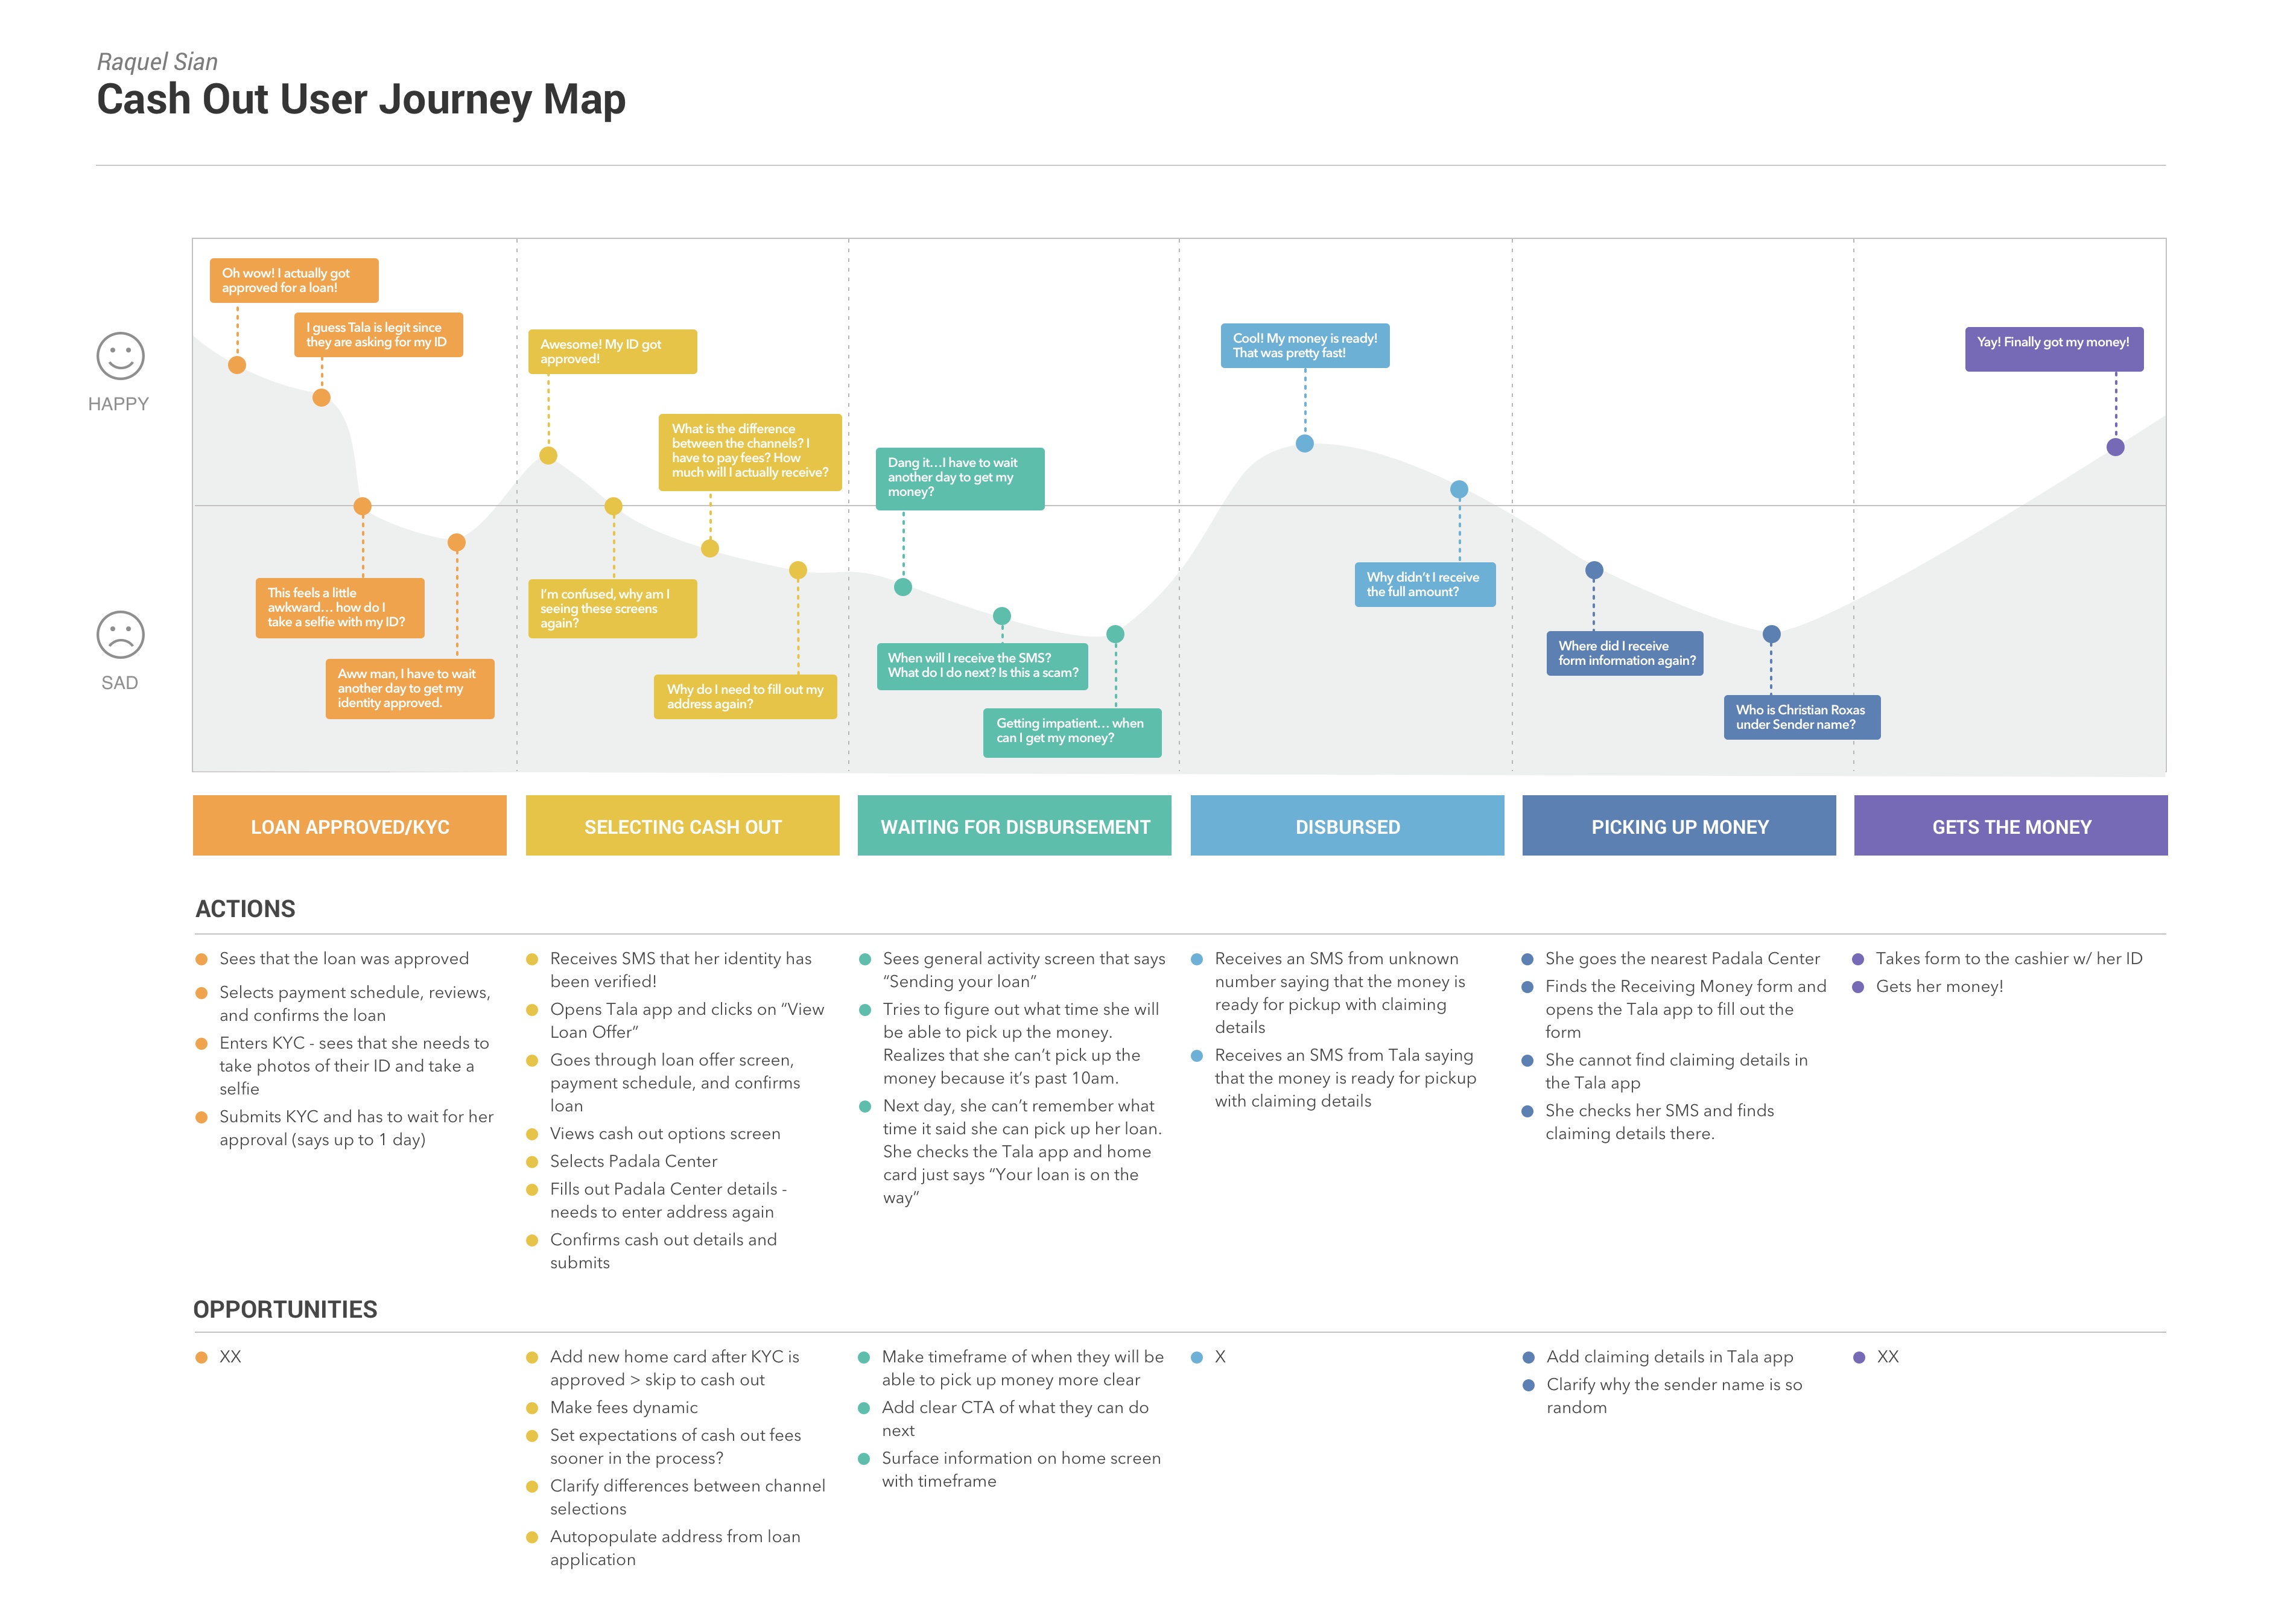 Raquel Sian
Cash Out User Journey Map
HAPPY
SAD
Oh wow! I actually got
approved for a loan!
I guess Tala is legit since
they are asking for my ID
This feels a little
awkward... how do I
take a selfie with my ID?
Aww man, I have to wait
another day to get my
identity approved.
Awesome! My ID got
approved!
I'm confused, why am I
seeing these screens
again?
What is the difference
between the channels? I
have to pay fees? How
much will I actually receive?
Why do I need to fill out my
address again?
Dang it...I have to wait
another day to get my
money?
When will I receive the SMS?
What do I do next? Is this a scam?
Getting impatient... when
can I get my money?
Cool! My money is ready!
That was pretty fast!
Why didn't I receive
the full amount?
Where did I receive
form information again?
Who is Christian Roxas
under Sender name?
Yay! Finally got my money!
LOAN APPROVED/KYC
SELECTING CASH OUT
WAITING FOR DISBURSEMENT
DISBURSED
PICKING UP MONEY
GETS THE MONEY
ACTIONS
Sees that the loan was approved
Selects payment schedule, reviews,
and confirms the loan
Enters KYC - sees that she needs to
take photos of their ID and take a
selfie
Submits KYC and has to wait for her
approval (says up to 1 day)
Receives SMS that her identity has
been verified!
Opens Tala app and clicks on “View
Loan Offer”
Goes through loan offer screen,
payment schedule, and confirms
loan
Views cash out options screen
Selects Padala Center
Fills out Padala Center details -
needs to enter address again
Confirms cash out details and
submits
Sees general activity screen that says
“Sending your loan”
Tries to figure out what time she will
be able to pick up the money.
Realizes that she can’t pick up the
money because it’s past 10am.
Next day, she can’t remember what
time it said she can pick up her loan.
She checks the Tala app and home
card just says “Your loan is on the
way”
Receives an SMS from unknown
number saying that the money is
ready for pickup with claiming
details
Receives an SMS from Tala saying
that the money is ready for pickup
with claiming details
She goes the nearest Padala Center
Finds the Receiving Money form and
opens the Tala app to fill out the
form
She cannot find claiming details in
the Tala app
She checks her SMS and finds
claiming details there.
Takes form to the cashier w/ her ID
Gets her money!
OPPORTUNITIES
XX
Add new home card after KYC is
approved > skip to cash out
Make fees dynamic
Set expectations of cash out fees
sooner in the process?
Clarify differences between channel
selections
Autopopulate address from loan
application
Make timeframe of when they will be
able to pick up money more clear
Add clear CTA of what they can do
next
Surface information on home screen
with timeframe
X
Add claiming details in Tala app
Clarify why the sender name is so
random
XX